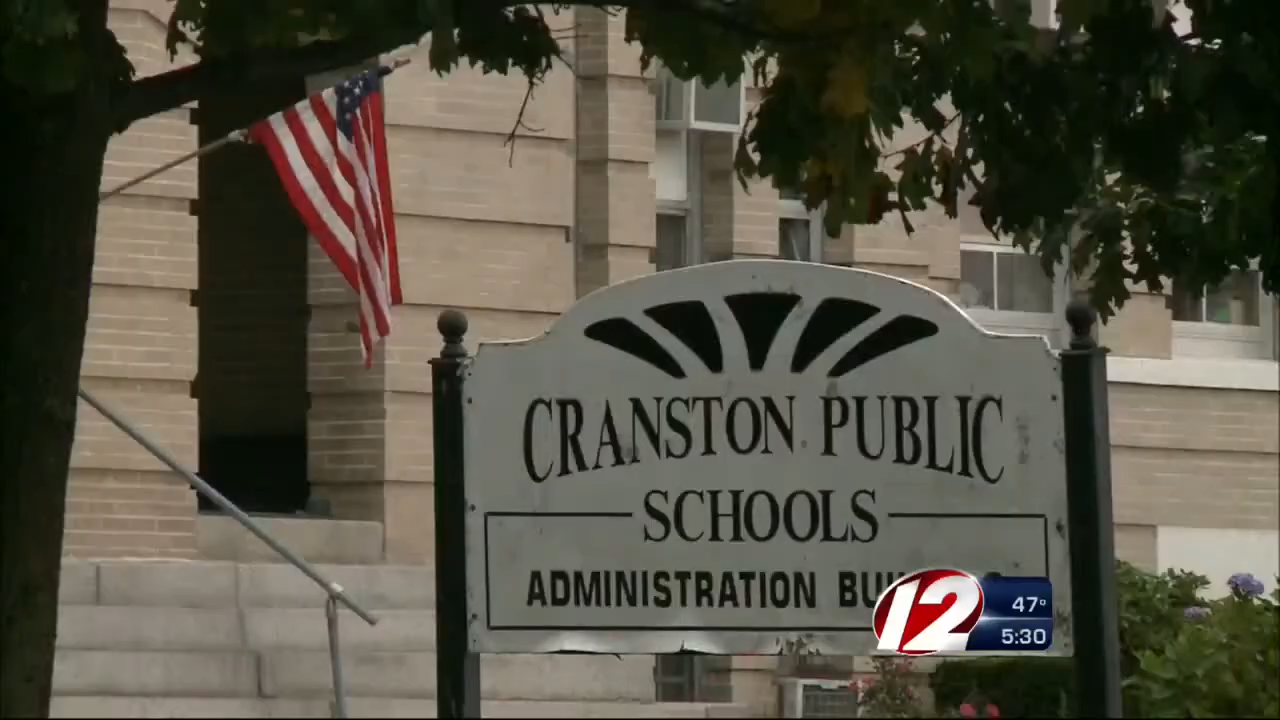 CRANSTON PUBLIC
SCHOOLS
ADMINISTRATION
12
47°
5:30